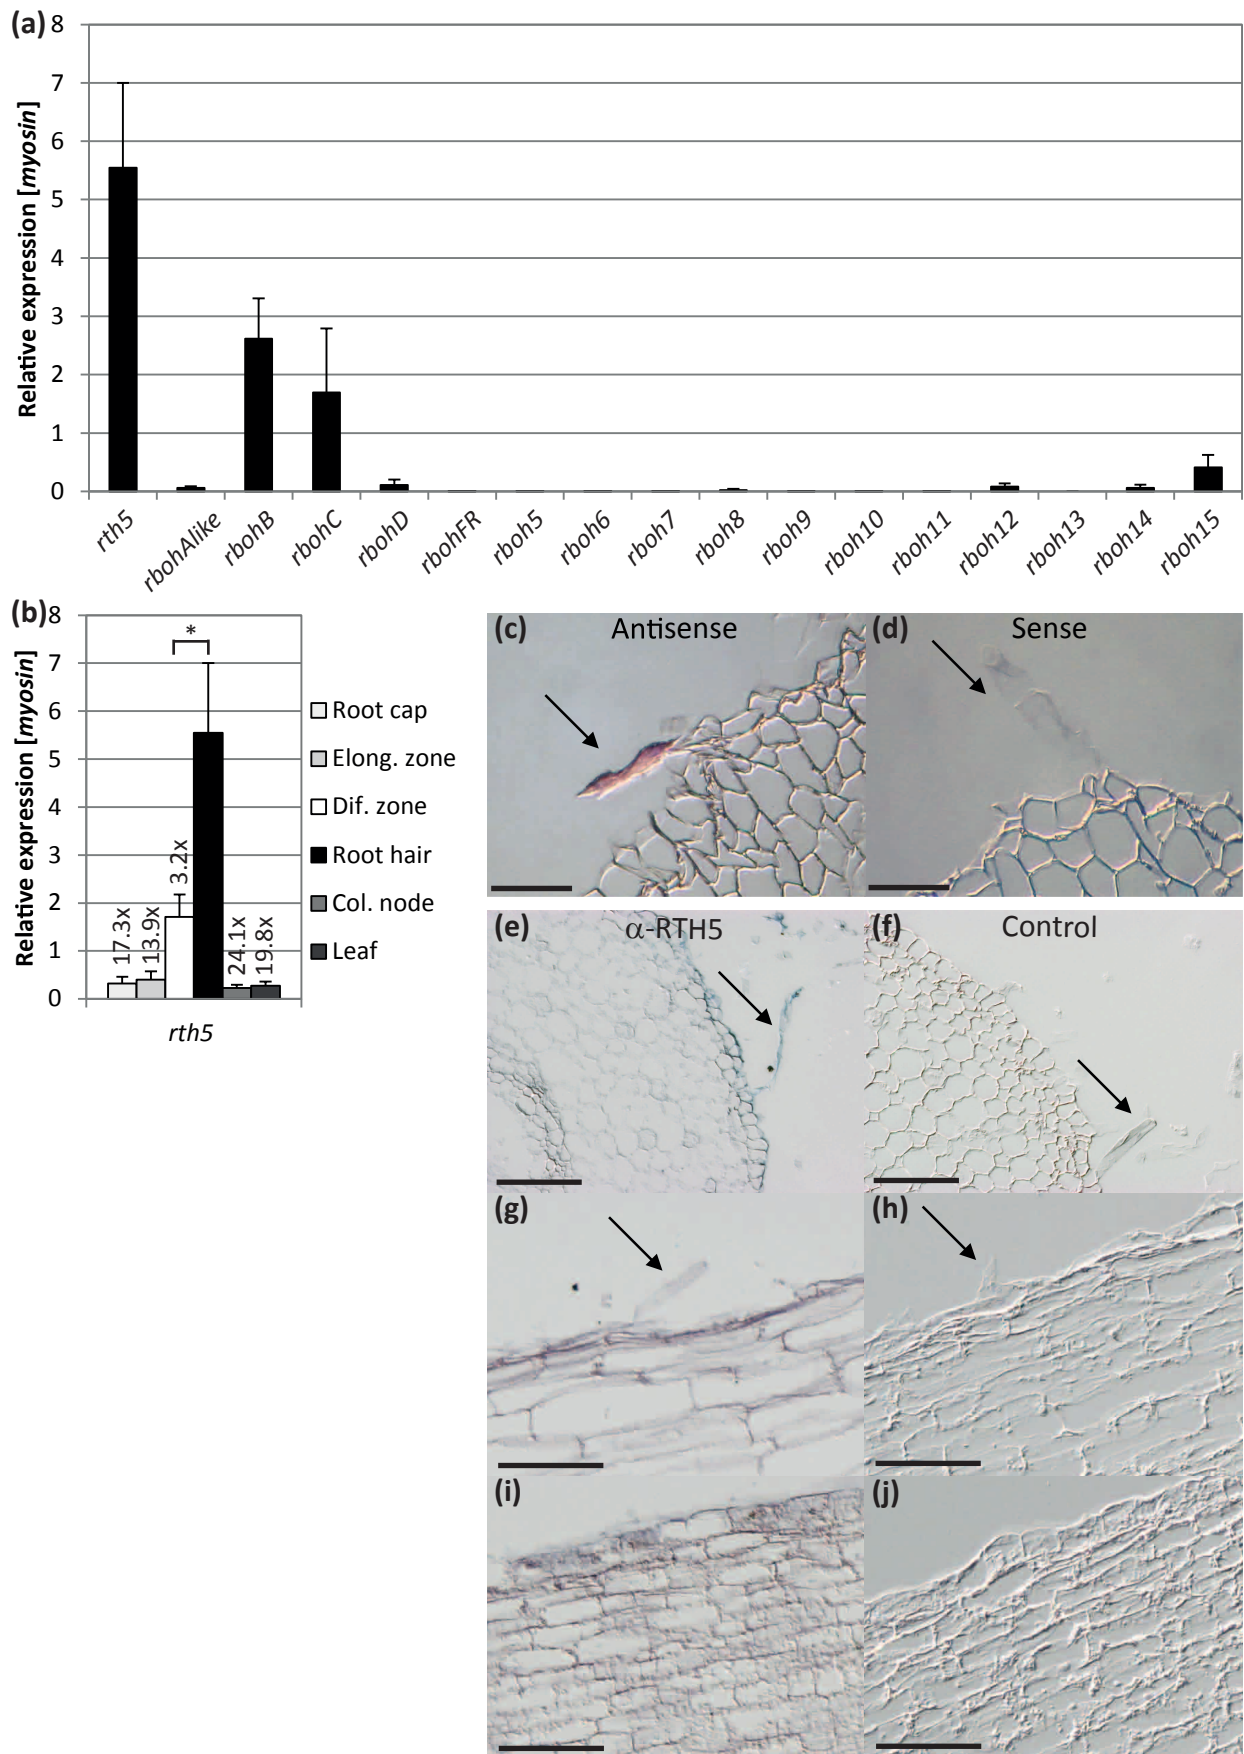 (a)
Relative expression [myosin]
8
7
6
5
4
3
2
1
0
rth5
rbohAlike
rbohB
rbohC
rbohD
rbohFR
rboh5
rboh6
rboh7
rboh8
rboh9
rboh10
rboh11
rboh12
rboh13
rboh14
rboh15
(b)
Relative expression [myosin]
8
7
6
5
4
3
2
1
0
*
17.3x
13.9x
3.2x
24.1x
19.8x
rth5
Root cap
Elong. zone
Dif. zone
Root hair
Col. node
Leaf
(c) Antisense
(d) Sense
(e) α-RTH5
(f) Control
(g)
(h)
(i)
(j)